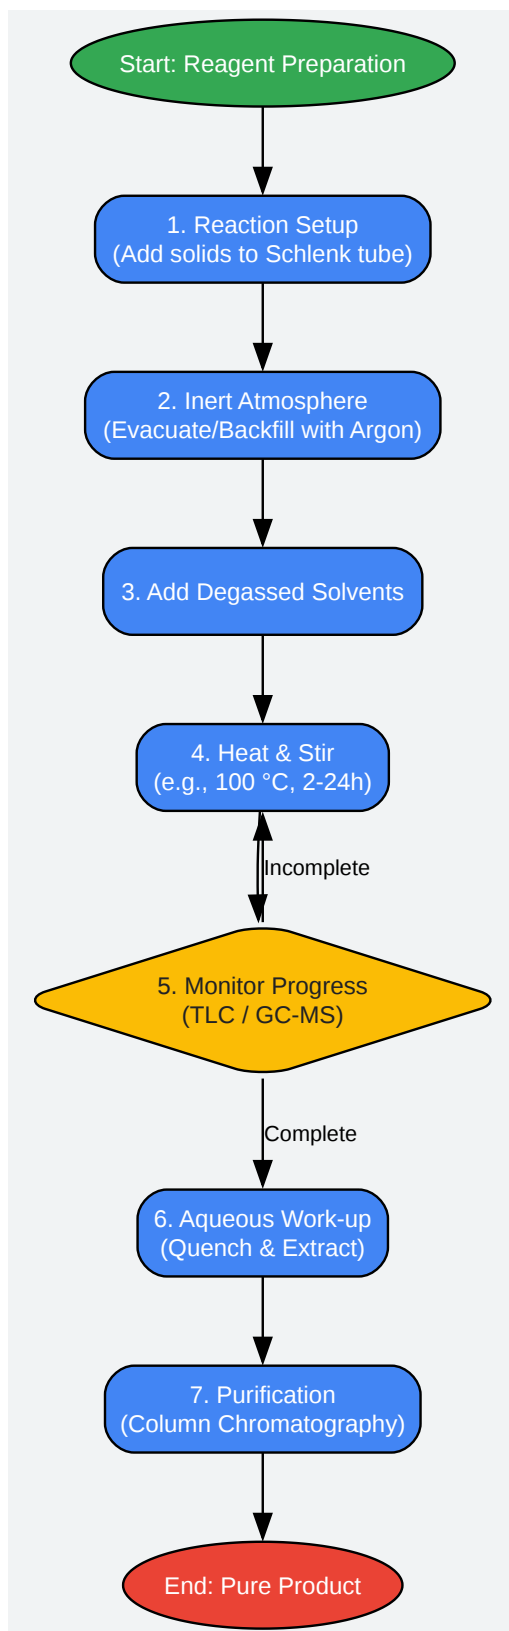 Start: Reagent Preparation
1. Reaction Setup
(Add solids to Schlenk tube)
2. Inert Atmosphere
(Evacuate/Backfill with Argon)
3. Add Degassed Solvents
4. Heat & Stir
(e.g., 100 °C, 2-24h)
Incomplete
5. Monitor Progress
(TLC / GC-MS)
Complete
6. Aqueous Work-up
(Quench & Extract)
7. Purification
(Column Chromatography)
End: Pure Product